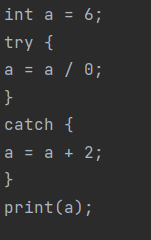 int a = 6;
try {
a = a / 0;
}
catch {
a = a + 2;
}
print(a);